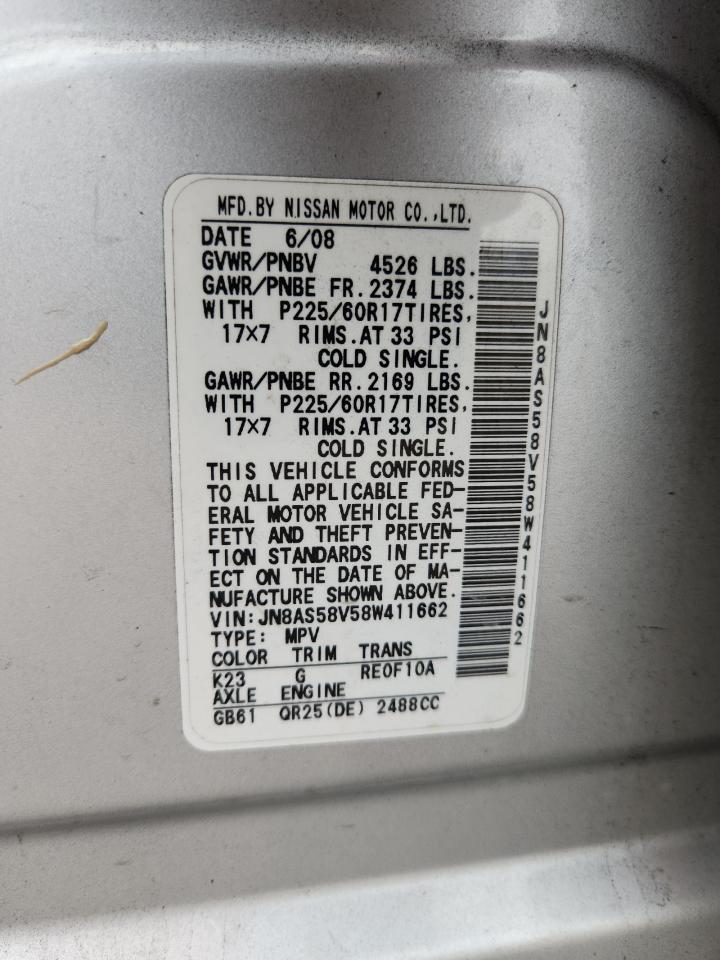 MFD.BY NISSAN MOTOR CO.,LTD.
DATE 6/08
GVWR/PNBV 4526 LBS.
GAWR/PNBE FR.2374 LBS.
WITH P225/60R17TIRES,
17×7 RIMS.AT 33 PSI
COLD SINGLE.
GAWR/PNBE RR.2169 LBS.
WITH P225/60R17TIRES,
17×7 RIMS.AT 33 PSI
COLD SINGLE.
THIS VEHICLE CONFORMS
TO ALL APPLICABLE FED-
ERAL MOTOR VEHICLE SA-
FETY AND THEFT PREVEN-
TION STANDARDS IN EFF-
ECT ON THE DATE OF MA-
NUFACTURE SHOWN ABOVE.
VIN:JN8AS58V58W411662
TYPE: MPV
COLOR TRIM TRANS
K23 G RE0F10A
AXLE ENGINE
GB61 QR25(DE) 2488CC
JN8AS58V58W411662